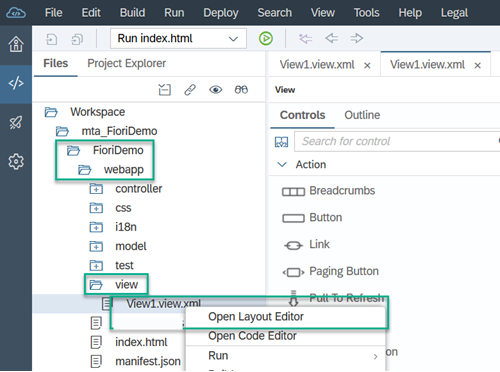 File Edit Build Run Deploy Search View Tools Help Legal
Run index.html
Files Project Explorer
View1.view.xml × View1.view.xml ×
View
Workspace
mta_FioriDemo
FioriDemo
webapp
controller
css
i18n
model
test
view
View1.view.xml
index.html
manifest.json
Controls Outline
Search for control
Action
Breadcrumbs
Button
Link
Paging Button
Pull To Refresh
Open Layout Editor
Open Code Editor
Run